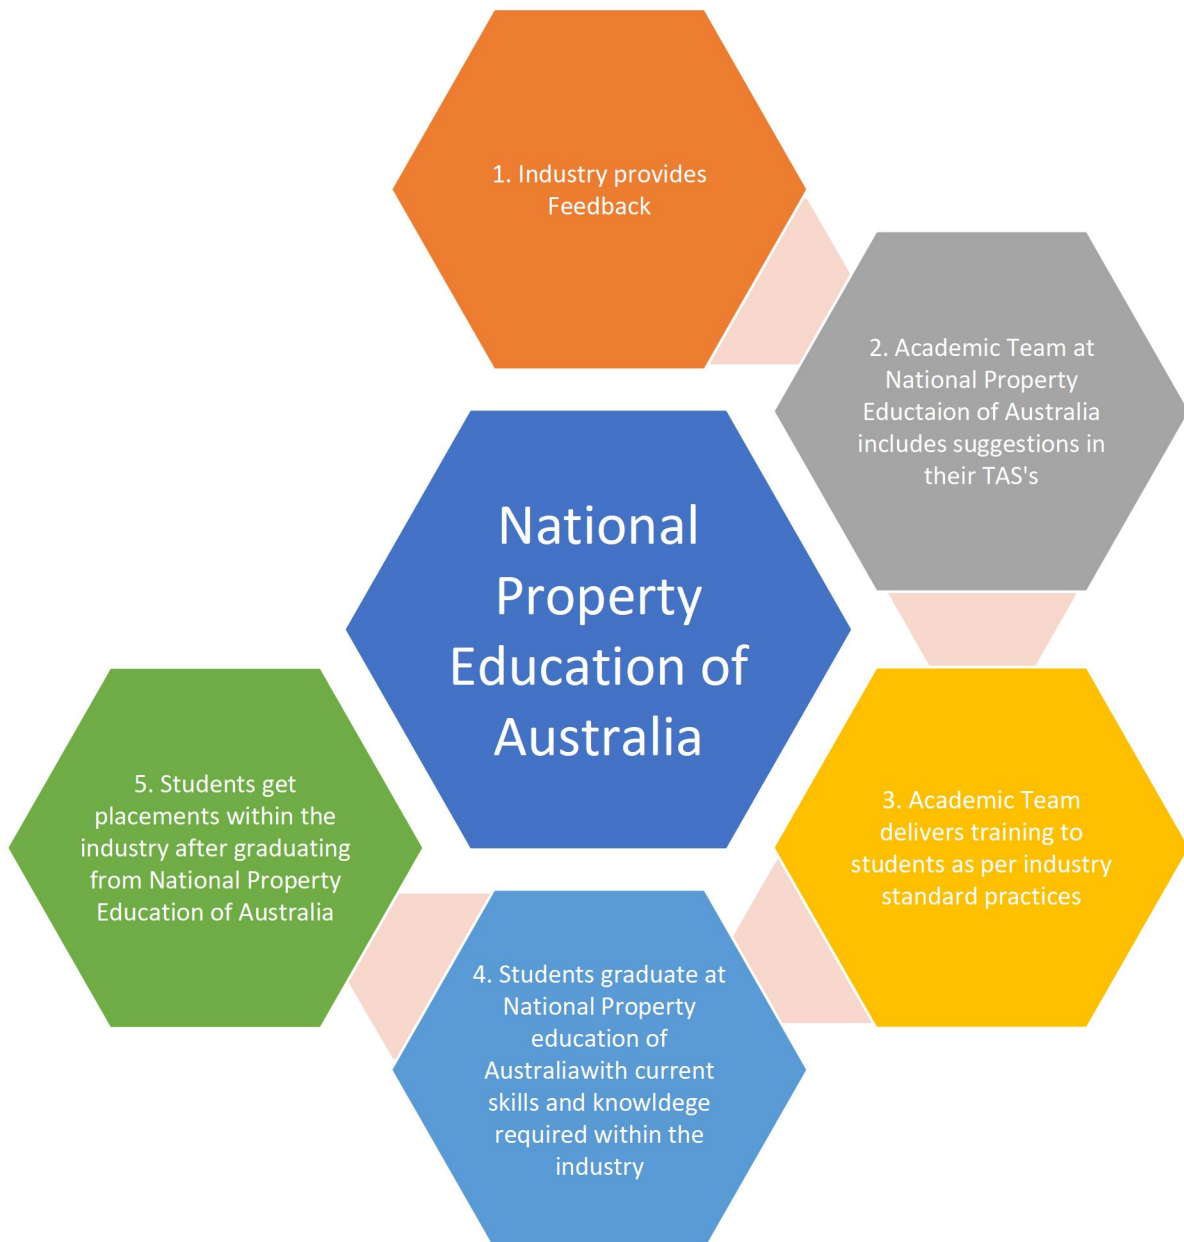 1. Industry provides
Feedback
2. Academic Team at
National Property
Eductaion of Australia
includes suggestions in
their TAS's
National
Property
Education of
Australia
3. Academic Team
delivers training to
students as per industry
standard practices
4. Students graduate at
National Property
education of
Australiawith current
skills and knowldege
required within the
industry
5. Students get
placements within the
industry after graduating
from National Property
Education of Australia